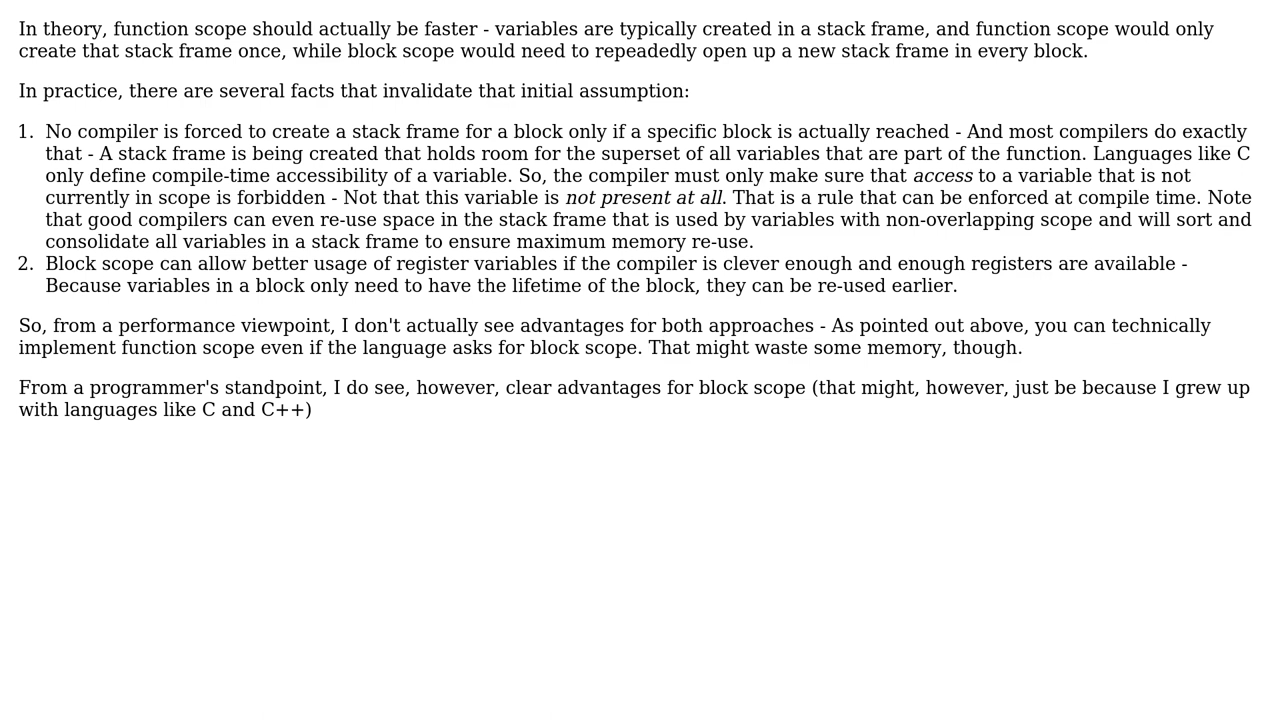 In theory, function scope should actually be faster - variables are typically created in a stack frame, and function scope would only
create that stack frame once, while block scope would need to repeadedly open up a new stack frame in every block.
In practice, there are several facts that invalidate that initial assumption:
1. No compiler is forced to create a stack frame for a block only if a specific block is actually reached - And most compilers do exactly
that - A stack frame is being created that holds room for the superset of all variables that are part of the function. Languages like C
only define compile-time accessibility of a variable. So, the compiler must only make sure that access to a variable that is not
currently in scope is forbidden - Not that this variable is not present at all. That is a rule that can be enforced at compile time. Note
that good compilers can even re-use space in the stack frame that is used by variables with non-overlapping scope and will sort and
consolidate all variables in a stack frame to ensure maximum memory re-use.
2. Block scope can allow better usage of register variables if the compiler is clever enough and enough registers are available -
Because variables in a block only need to have the lifetime of the block, they can be re-used earlier.
So, from a performance viewpoint, I don't actually see advantages for both approaches - As pointed out above, you can technically
implement function scope even if the language asks for block scope. That might waste some memory, though.
From a programmer's standpoint, I do see, however, clear advantages for block scope (that might, however, just be because I grew up
with languages like C and C++)